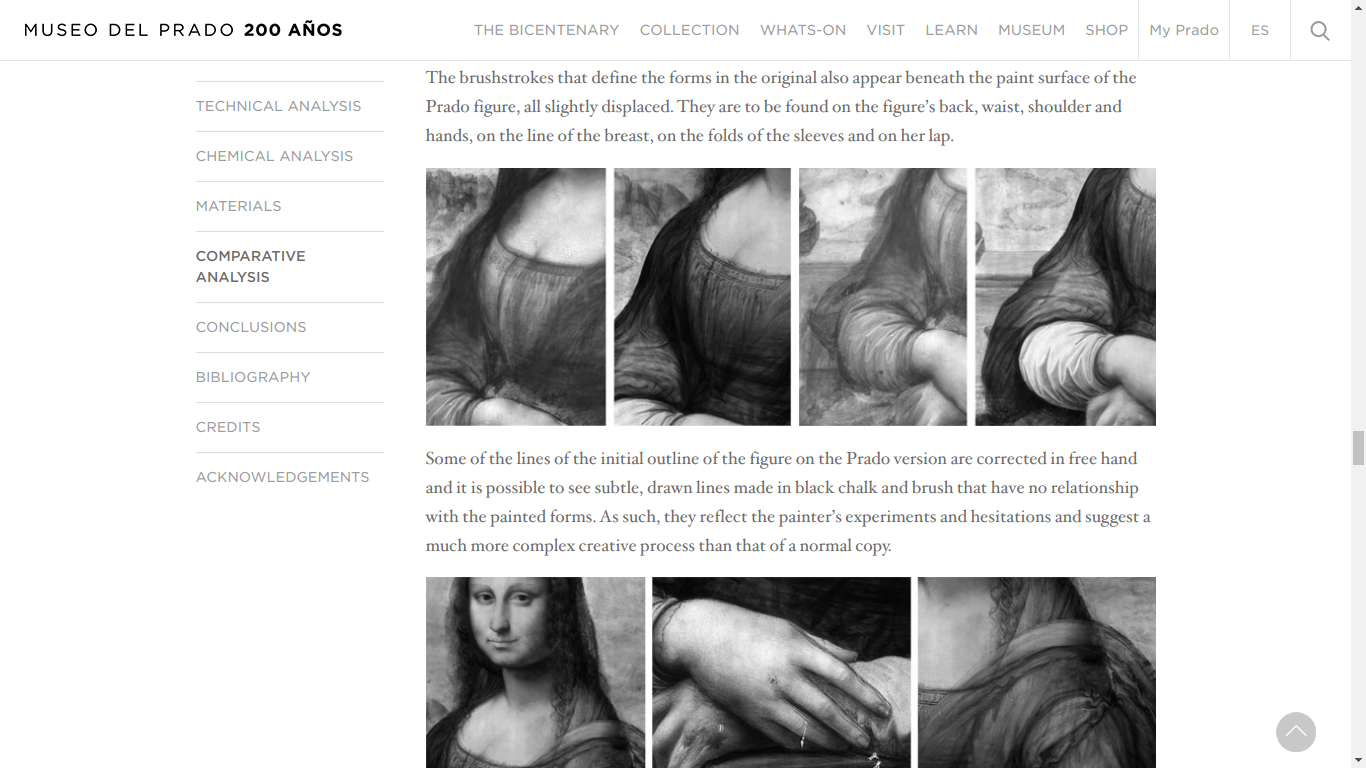 MUSEO DEL PRADO 200 AÑOS
THE BICENTENARY COLLECTION WHATS-ON VISIT LEARN MUSEUM SHOP My Prado ES
TECHNICAL ANALYSIS
CHEMICAL ANALYSIS
MATERIALS
COMPARATIVE
ANALYSIS
CONCLUSIONS
BIBLIOGRAPHY
CREDITS
ACKNOWLEDGEMENTS
The brushstrokes that define the forms in the original also appear beneath the paint surface of the
Prado figure, all slightly displaced. They are to be found on the figure’s back, waist, shoulder and
hands, on the line of the breast, on the folds of the sleeves and on her lap.
Some of the lines of the initial outline of the figure on the Prado version are corrected in free hand
and it is possible to see subtle, drawn lines made in black chalk and brush that have no relationship
with the painted forms. As such, they reflect the painter’s experiments and hesitations and suggest a
much more complex creative process than that of a normal copy.